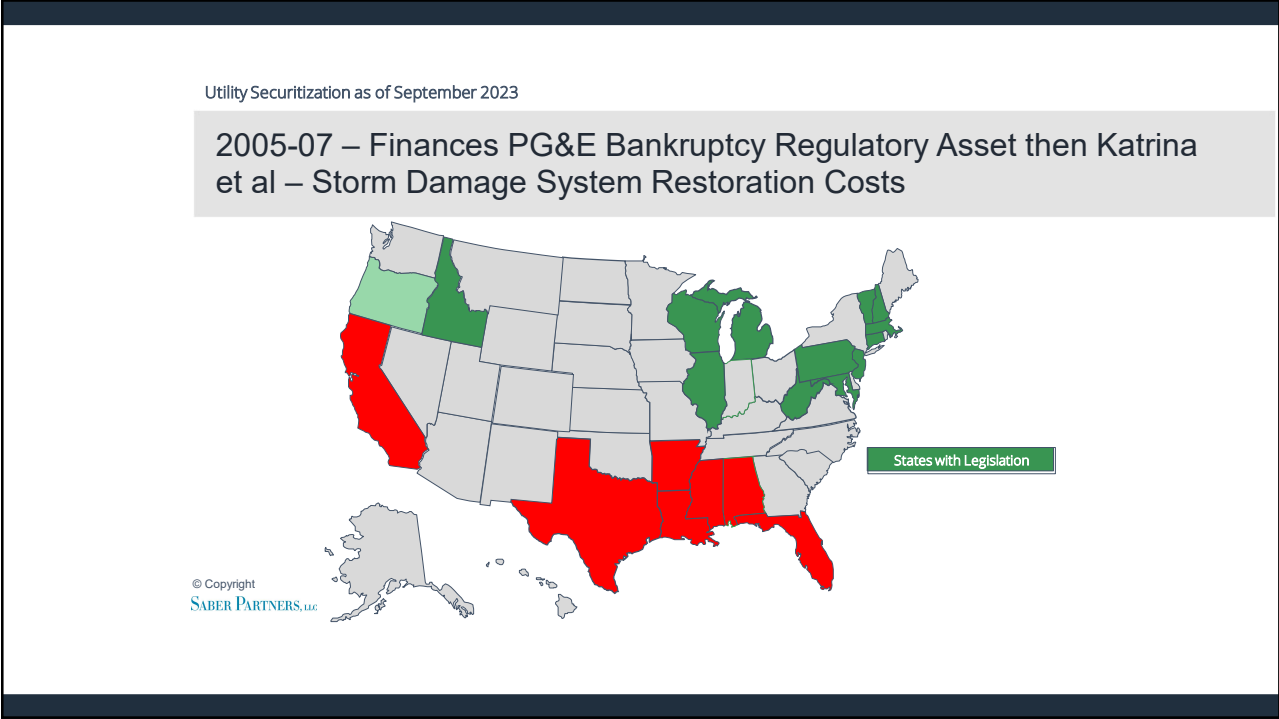 Utility Securitization as of September 2023
2005-07 – Finances PG&E Bankruptcy Regulatory Asset then Katrina
et al – Storm Damage System Restoration Costs
States with Legislation
© Copyright
SABER PARTNERS, LLC